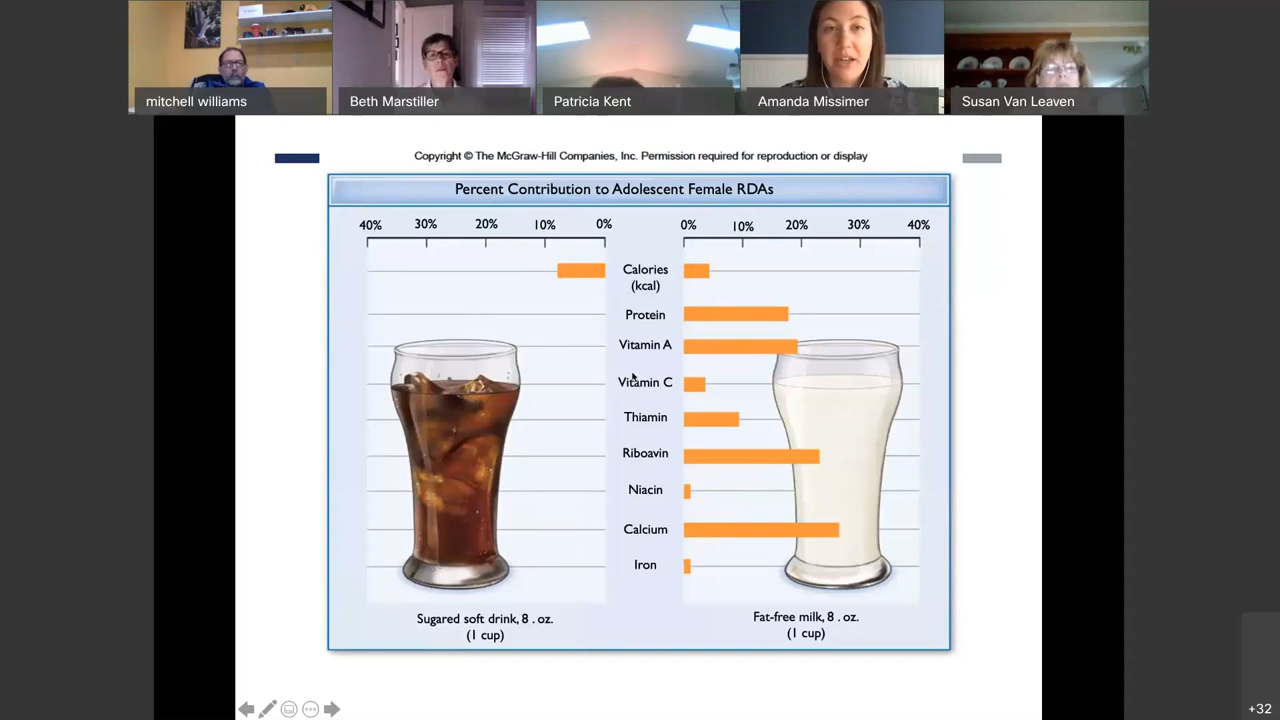 mitchell williams
Beth Marstiller
Patricia Kent
Amanda Missimer
Susan Van Leaven
Copyright © The McGraw-Hill Companies, Inc. Permission required for reproduction or display
Percent Contribution to Adolescent Female RDAs
40% 30% 20% 10% 0% 0% 10% 20% 30% 40%
Calories
(kcal)
Protein
Vitamin A
Vitamin C
Thiamin
Riboavin
Niacin
Calcium
Iron
Sugared soft drink, 8 . oz.
(1 cup)
Fat-free milk, 8 . oz.
(1 cup)
+32